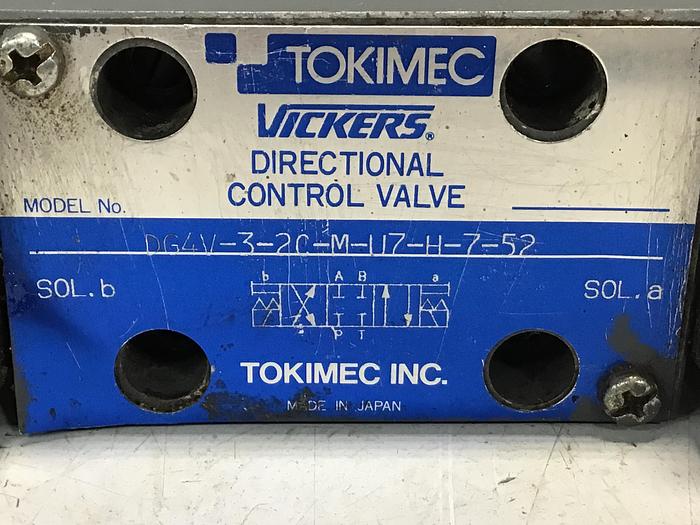 TOKIMEC
VICKERS®
DIRECTIONAL
CONTROL VALVE
MODEL No.
DG4V-3-2C-M-U7-H-7-52
b A B a
SOL.b SOL.a
P T
TOKIMEC INC.
MADE IN JAPAN